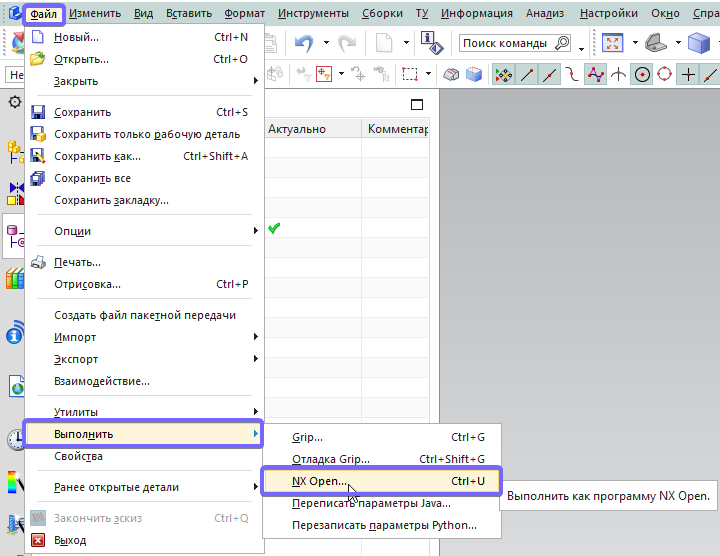 Файл Изменить Вид Вставить Формат Инструменты Сборки ТУ Информация Анализ Настройки Окно Спра
Новый... Ctrl+N
Открыть... Ctrl+O
Закрыть
Сохранить Ctrl+S
Сохранить только рабочую деталь
Сохранить как... Ctrl+Shift+A
Сохранить все
Сохранить закладку...
Опции
Печать...
Отрисовка... Ctrl+P
Создать файл пакетной передачи
Импорт
Экспорт
Взаимодействие...
Утилиты
Выполнить
Свойства
Ранее открытые детали
Закончить эскиз Ctrl+Q
Выход
Поиск команды
Не
Актуально Комментар
Grip... Ctrl+G
Отладка Grip... Ctrl+Shift+G
NX Open... Ctrl+U
Переписать параметры Java...
Перезаписать параметры Python...
Выполнить как программу NX Open.